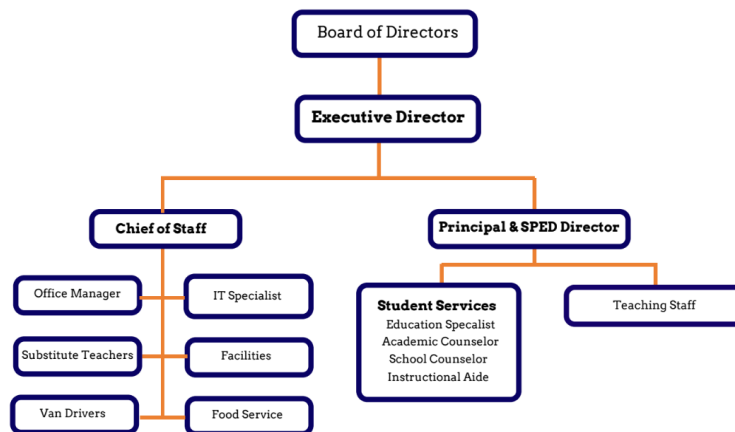 Board of Directors
Executive Director
Chief of Staff
Principal & SPED Director
Office Manager
IT Specialist
Substitute Teachers
Facilities
Van Drivers
Food Service
Student Services
Education Specalist
Academic Counselor
School Counselor
Instructional Aide
Teaching Staff